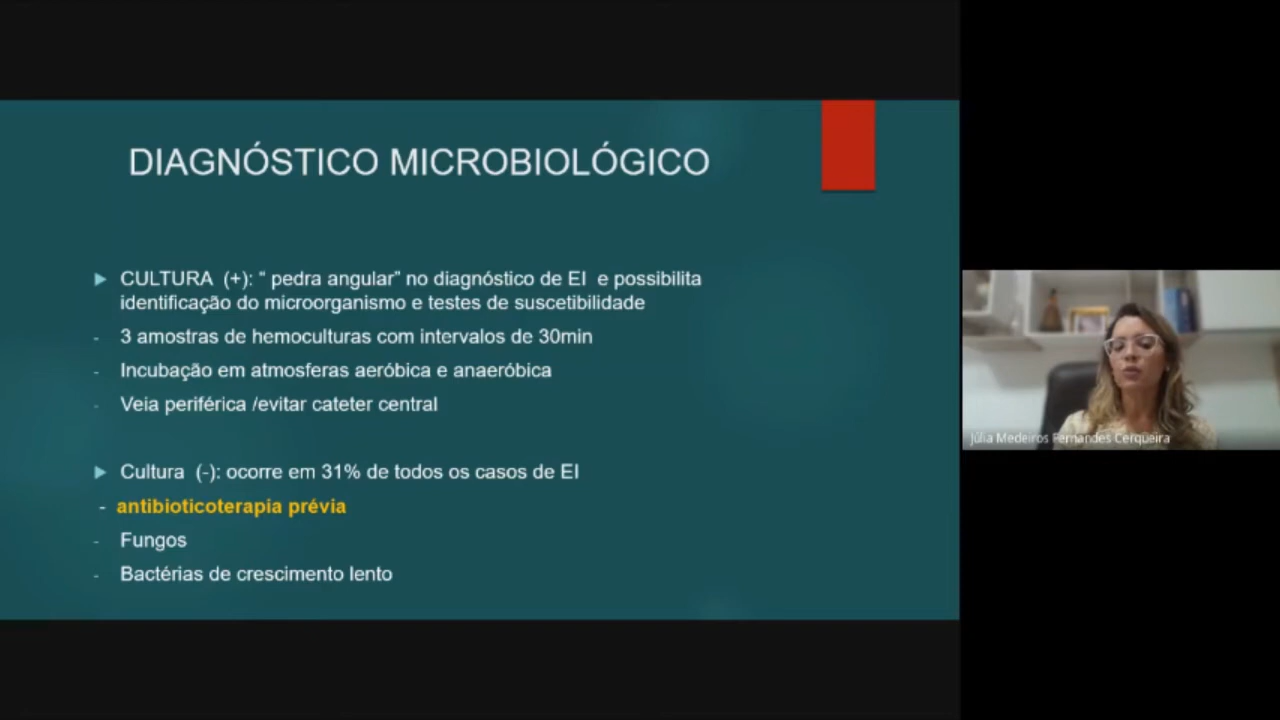 DIAGNÓSTICO MICROBIOLÓGICO
CULTURA (+): “ pedra angular” no diagnóstico de EI e possibilita
identificação do microorganismo e testes de suscetibilidade
- 3 amostras de hemoculturas com intervalos de 30min
- Incubação em atmosferas aeróbica e anaeróbica
- Veia periférica /evitar cateter central
Cultura (-): ocorre em 31% de todos os casos de EI
- antibioticoterapia prévia
- Fungos
- Bactérias de crescimento lento
Júlia Medeiros Fernandes Cerqueira